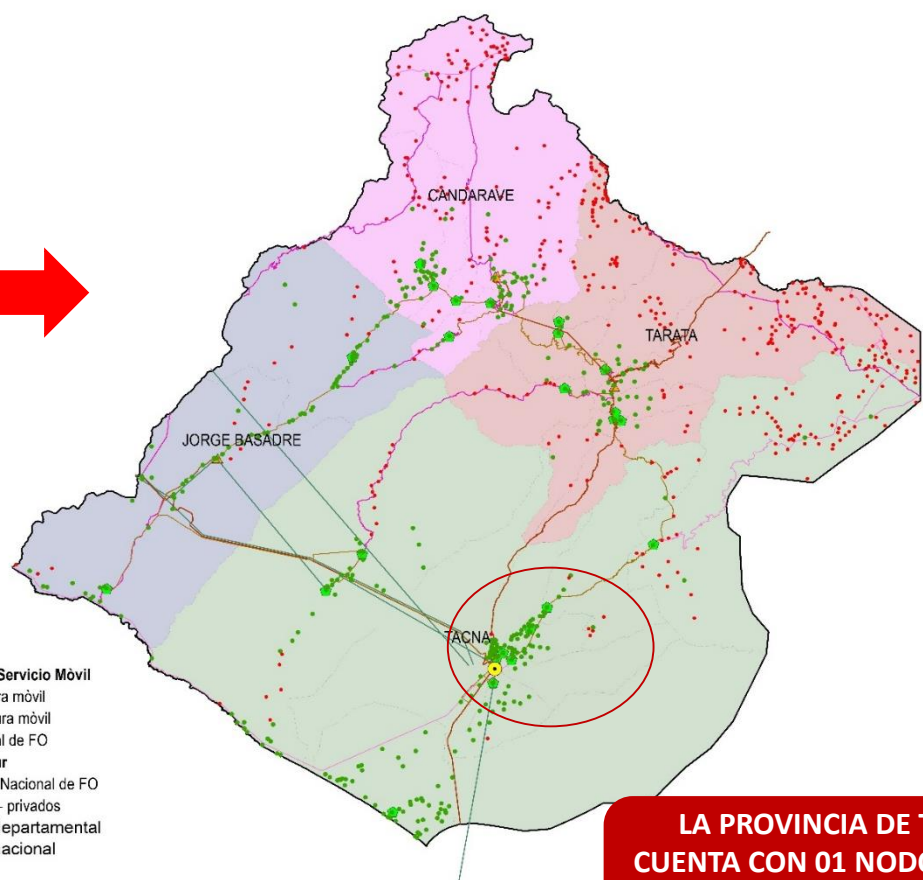 CANDARAVE
TARATA
JORGE BASADRE
TACNA
Servicio Mòvil
ra mòvil
ura mòvil
al de FO
ur
Nacional de FO
- privados
epartamental
acional
LA PROVINCIA DE T
CUENTA CON 01 NODO